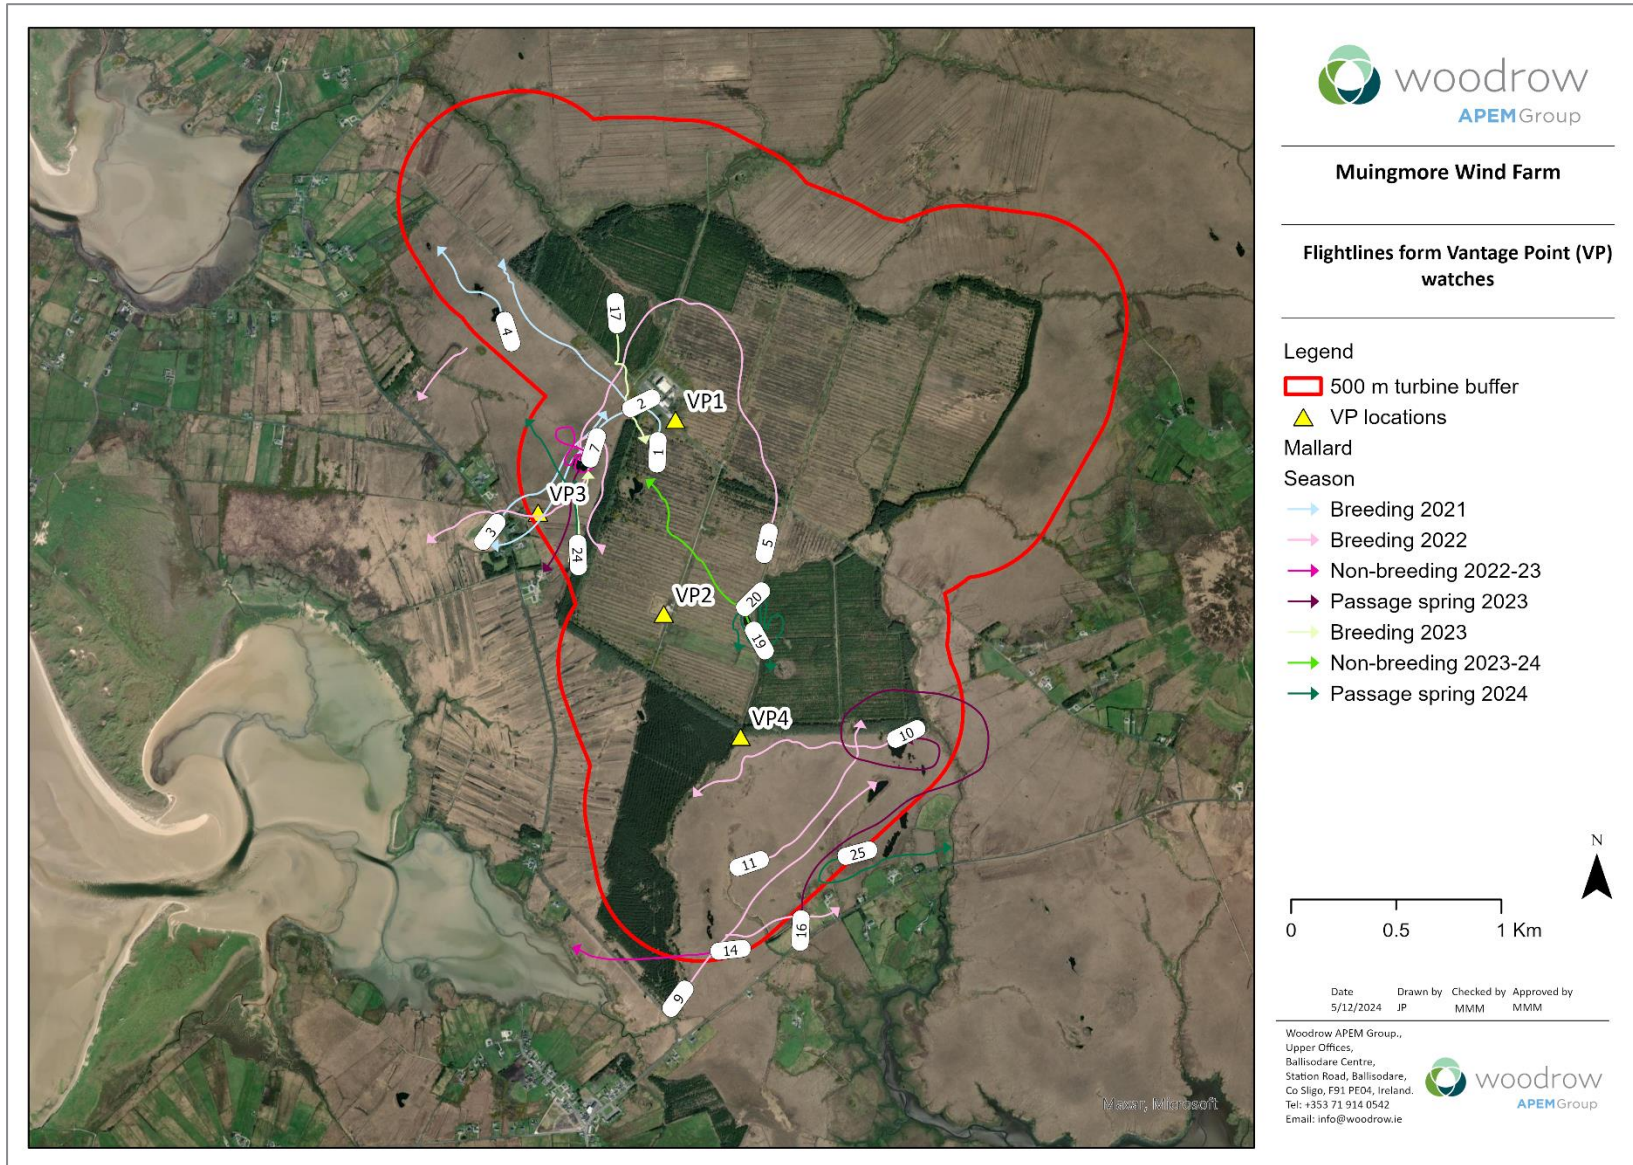 woodrow
APEM Group
Muingmore Wind Farm
Flightlines form Vantage Point (VP)
watches
Legend
500 m turbine buffer
VP locations
Mallard
Season
Breeding 2021
Breeding 2022
Non-breeding 2022-23
Passage spring 2023
Breeding 2023
Non-breeding 2023-24
Passage spring 2024
N
0 0.5 1 Km
Date Drawn by Checked by Approved by
5/12/2024 JP MMM MMM
Woodrow APEM Group.,
Upper Offices,
Ballisodare Centre,
Station Road, Ballisodare,
Co Sligo, F91 PE04, Ireland.
Tel: +353 71 914 0542
Email: info@woodrow.ie
woodrow
APEM Group
17
4
2
VP1
7
1
VP3
3
24
5
20
VP2
19
VP4
10
11
25
16
14
9
Maxar, Microsoft